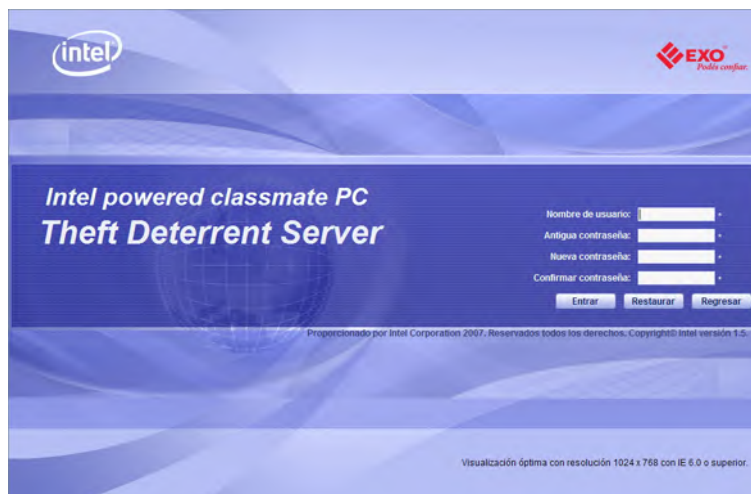 intel
EXO
Podés confiar.
Intel powered classmate PC
Theft Deterrent Server
Nombre de usuario: *
Antigua contraseña: *
Nueva contraseña: *
Confirmar contraseña: *
Entrar Restaurar Regresar
Proporcionado por Intel Corporation 2007. Reservados todos los derechos. Copyright© Intel versión 1.5.
Visualización óptima con resolución 1024 x 768 con IE 6.0 o superior.